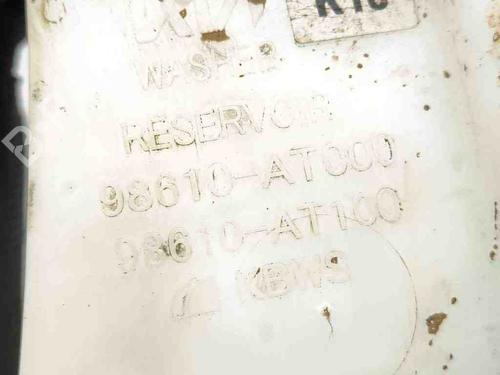 WASHER
RESERVOIR
98610-AT000
98610-AT100
KBWS